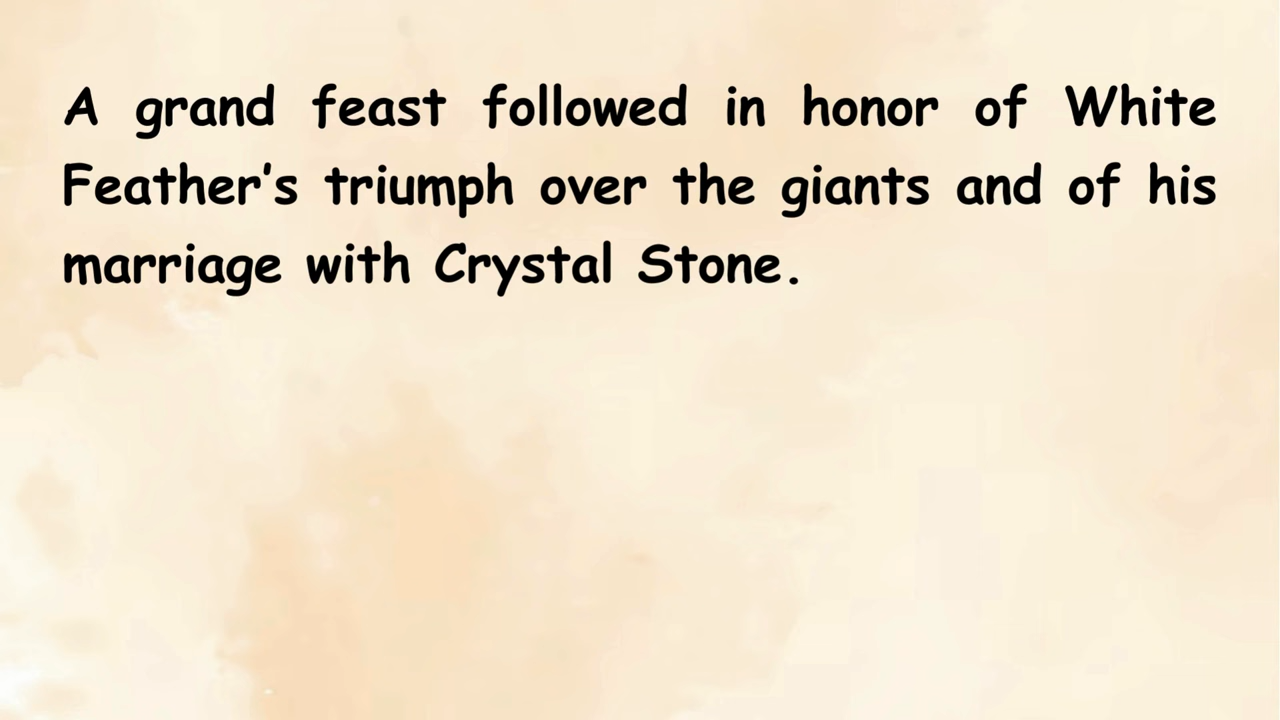 A grand feast followed in honor of White
Feather’s triumph over the giants and of his
marriage with Crystal Stone.